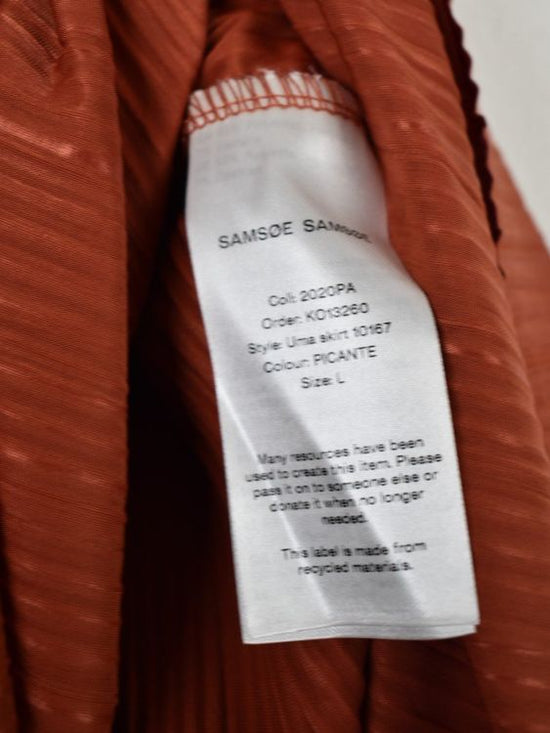 SAMSØE SAMSØE
Coll: 2020PA
Order: KO13260
Style: Uma skirt 10167
Colour: PICANTE
Size: L
Many resources have been
used to create this item. Please
pass it on to someone else or
donate it when no longer
needed.
This label is made from
recycled materials.